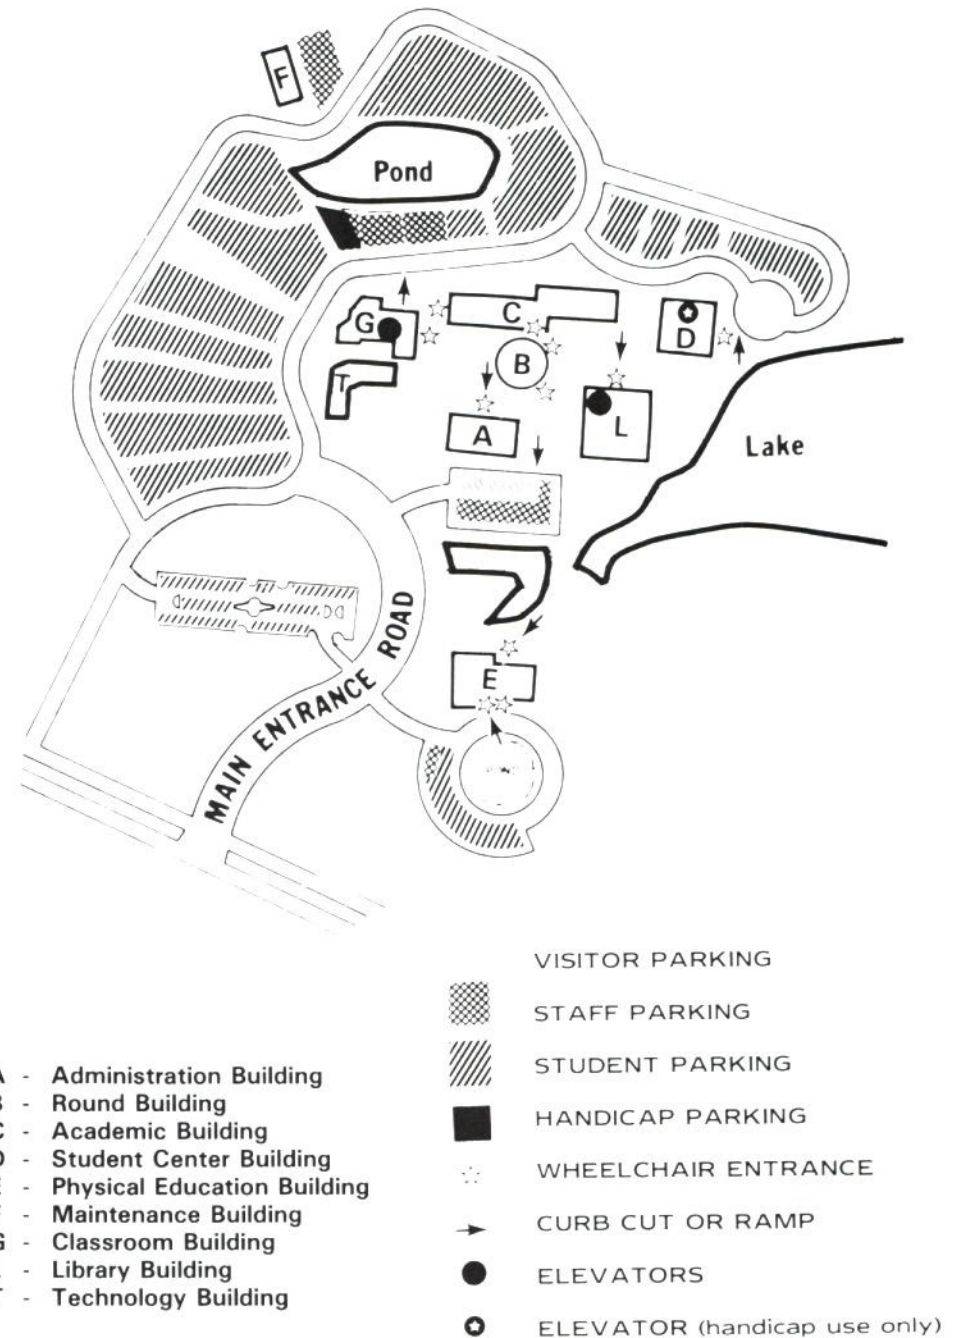 F
Pond
C
G
D
B
T
L
A
Lake
MAIN ENTRANCE ROAD
E
VISITOR PARKING
STAFF PARKING
STUDENT PARKING
HANDICAP PARKING
WHEELCHAIR ENTRANCE
CURB CUT OR RAMP
ELEVATORS
ELEVATOR (handicap use only)
A - Administration Building
B - Round Building
C - Academic Building
D - Student Center Building
E - Physical Education Building
F - Maintenance Building
G - Classroom Building
- Library Building
T - Technology Building